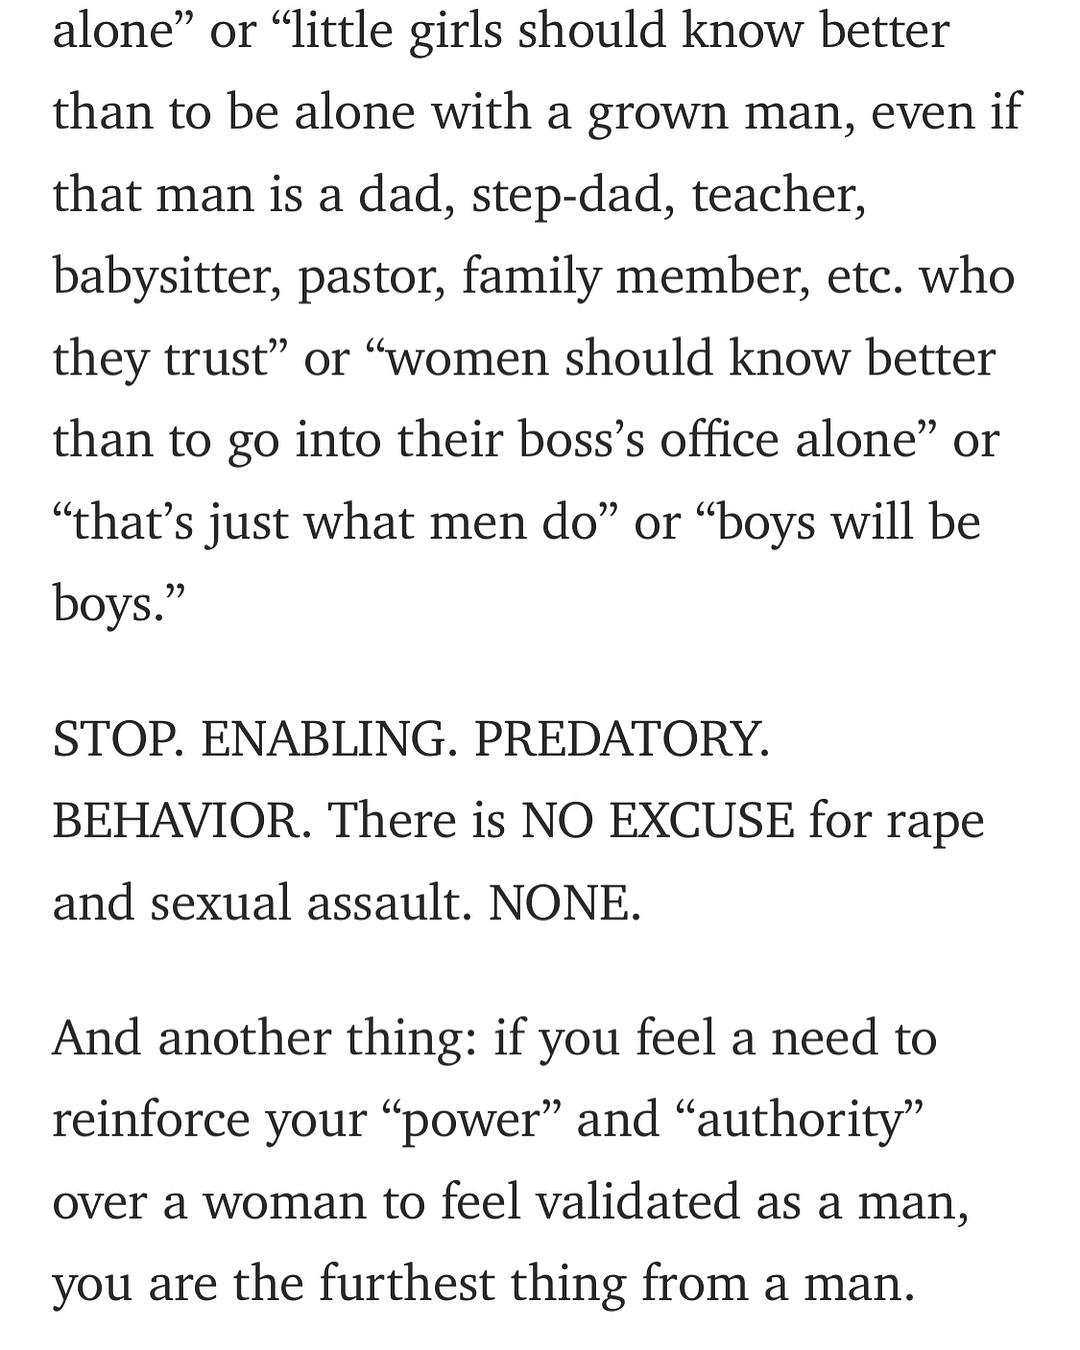 alone” or “little girls should know better
than to be alone with a grown man, even if
that man is a dad, step-dad, teacher,
babysitter, pastor, family member, etc. who
they trust” or “women should know better
than to go into their boss’s office alone” or
“that’s just what men do” or “boys will be
boys.”
STOP. ENABLING. PREDATORY.
BEHAVIOR. There is NO EXCUSE for rape
and sexual assault. NONE.
And another thing: if you feel a need to
reinforce your “power” and “authority”
over a woman to feel validated as a man,
you are the furthest thing from a man.